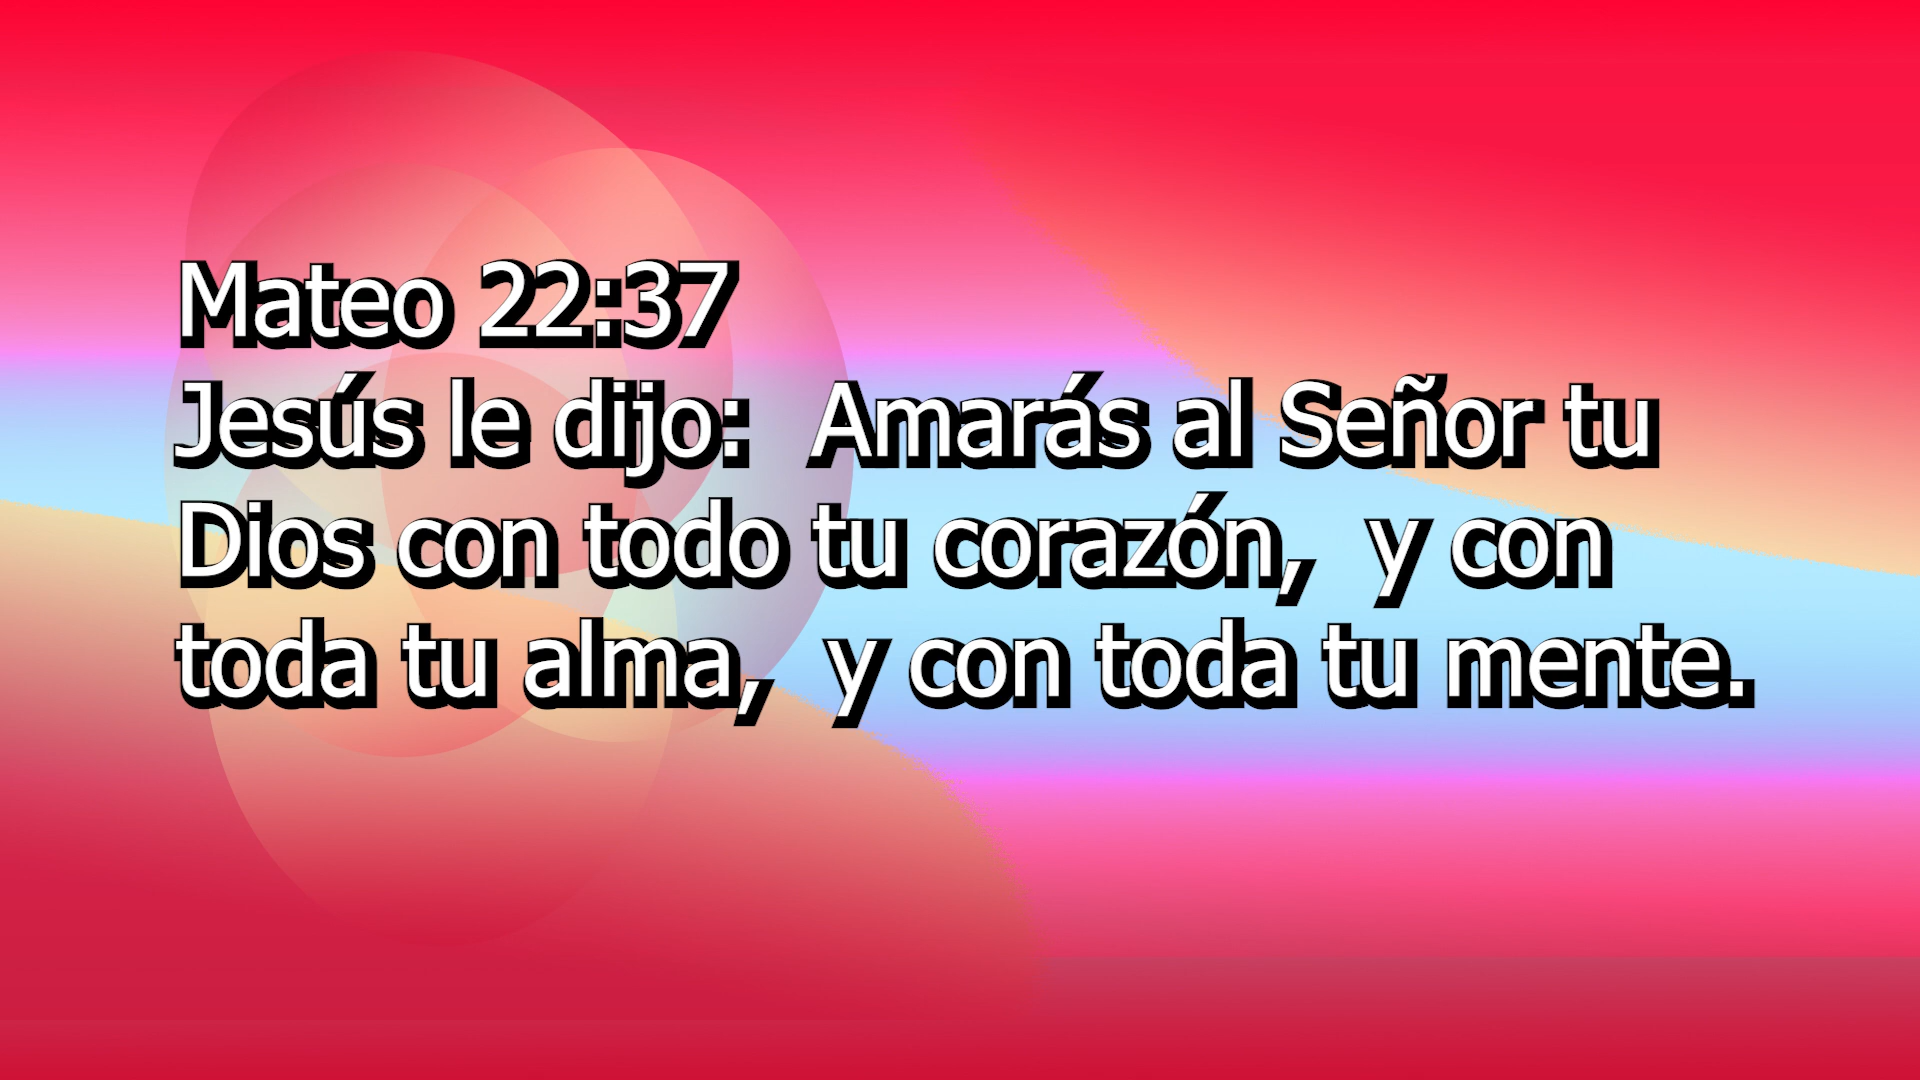 Mateo 22:37
Jesús le dijo:  Amarás al Señor tu
Dios con todo tu corazón,  y con
toda tu alma,  y con toda tu mente.